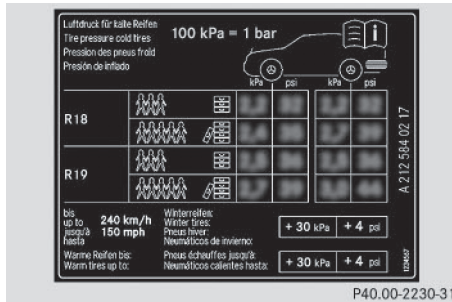 Luftdruck für kalte Reifen
Tire pressure cold tires
Pression des pneus froid
Presión de inflado
100 kPa = 1 bar
kPa psi kPa psi
R18
R19
bis
up to
jusqu'à
hasta
240 km/h
150 mph
Winterreifen:
Winter tires:
Pneus hiver:
Neumáticos de invierno:
+ 30 kPa + 4 psi
Warme Reifen bis: Pneus échauffes jusqu'à:
Warm tires up to: Neumáticos calientes hasta:
+ 30 kPa + 4 psi
A 212 584 02 17
P40.00-2230-31